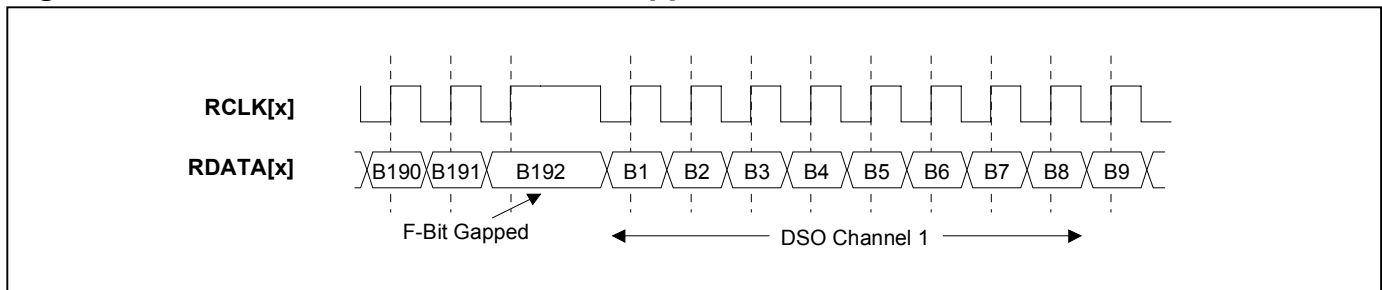 RCLK[x]
RDATA[x]
B190 B191 B192 B1 B2 B3 B4 B5 B6 B7 B8 B9
F-Bit Gapped
DSO Channel 1